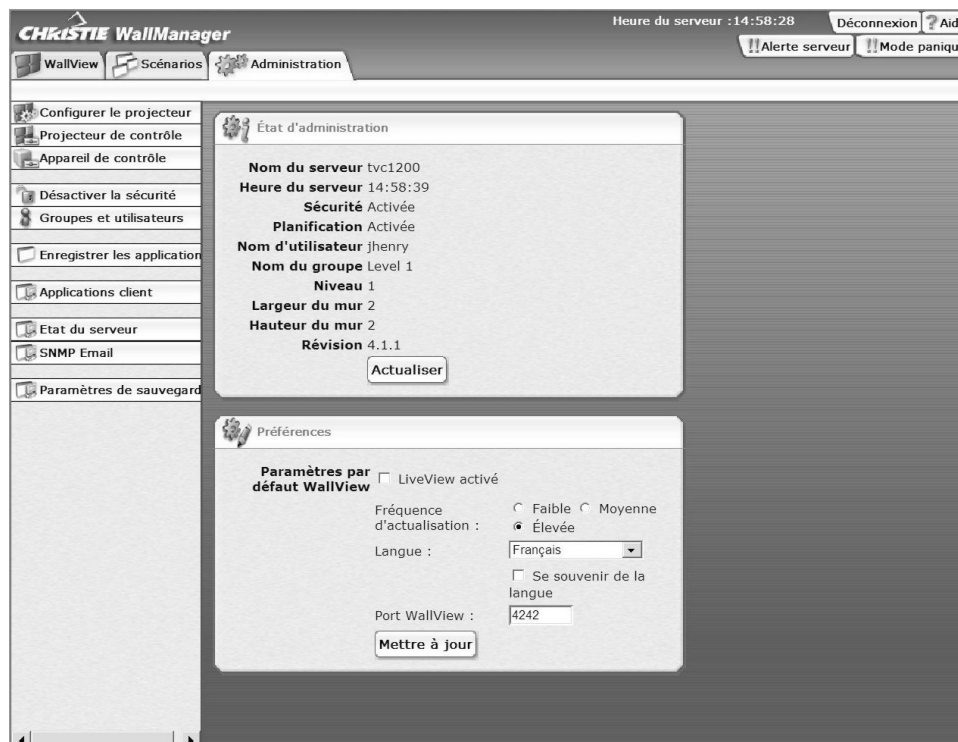 CHRISTIE WallManager
Heure du serveur :14:58:28
Déconnexion
?Aid
!!Alerte serveur
!!Mode paniqu
WallView
Scénarios
Administration
Configurer le projecteur
Projecteur de contrôle
Appareil de contrôle
Désactiver la sécurité
Groupes et utilisateurs
Enregistrer les application
Applications client
Etat du serveur
SNMP Email
Paramètres de sauvegard
État d'administration
Nom du serveur tvc1200
Heure du serveur 14:58:39
Sécurité Activée
Planification Activée
Nom d'utilisateur jhenry
Nom du groupe Level 1
Niveau 1
Largeur du mur 2
Hauteur du mur 2
Révision 4.1.1
Actualiser
Préférences
Paramètres par
défaut WallView
LiveView activé
Fréquence
d'actualisation :
Faible
Moyenne
Élevée
Langue :
Français
Se souvenir de la
langue
Port WallView :
4242
Mettre à jour